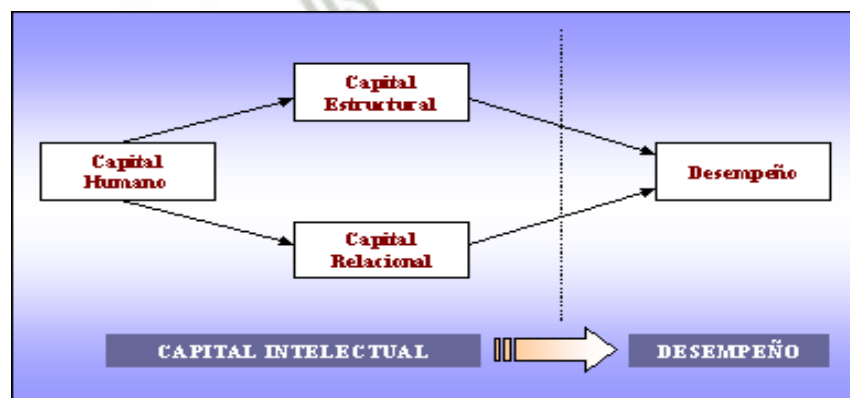 Capital
Estructural
Capital
Humano
Desempeño
Capital
Relacional
CAPITAL INTELECTUAL
DESEMPEÑO